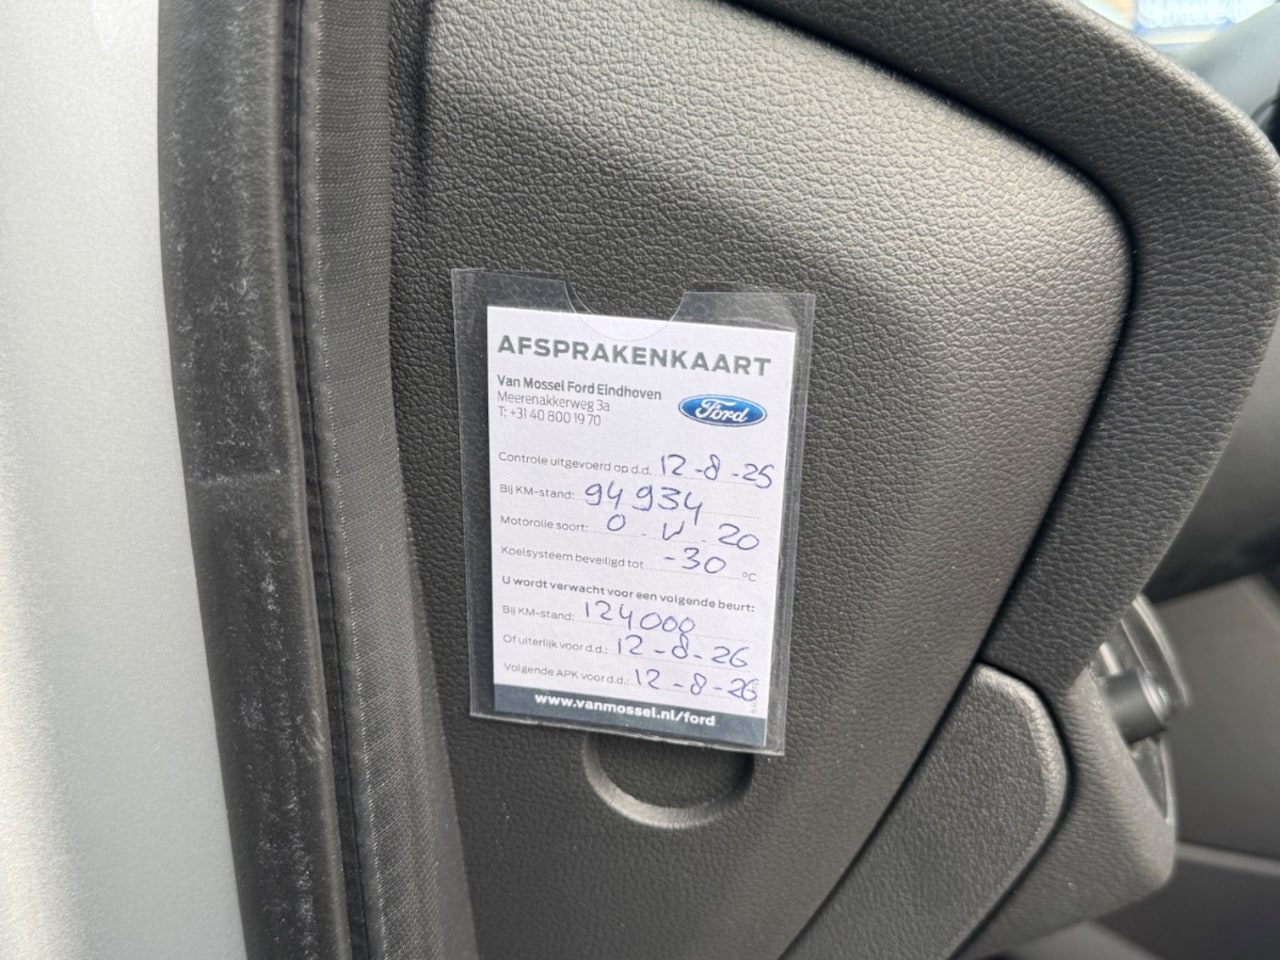 AFSPRAKENKAART
Van Mossel Ford Eindhoven
Meerenakkerweg 3a
T: +31 40 800 19 70
Ford
Controle uitgevoerd op d.d. 12-8-25
Bij KM-stand: 94934
Motorolie soort: 0 . W . 20
Koelsysteem beveiligd tot -30 °C
U wordt verwacht voor een volgende beurt:
Bij KM-stand: 124000
Of uiterlijk voor d.d.: 12-8-26
Volgende APK voor d.d.: 12-8-26
www.vanmossel.nl/ford